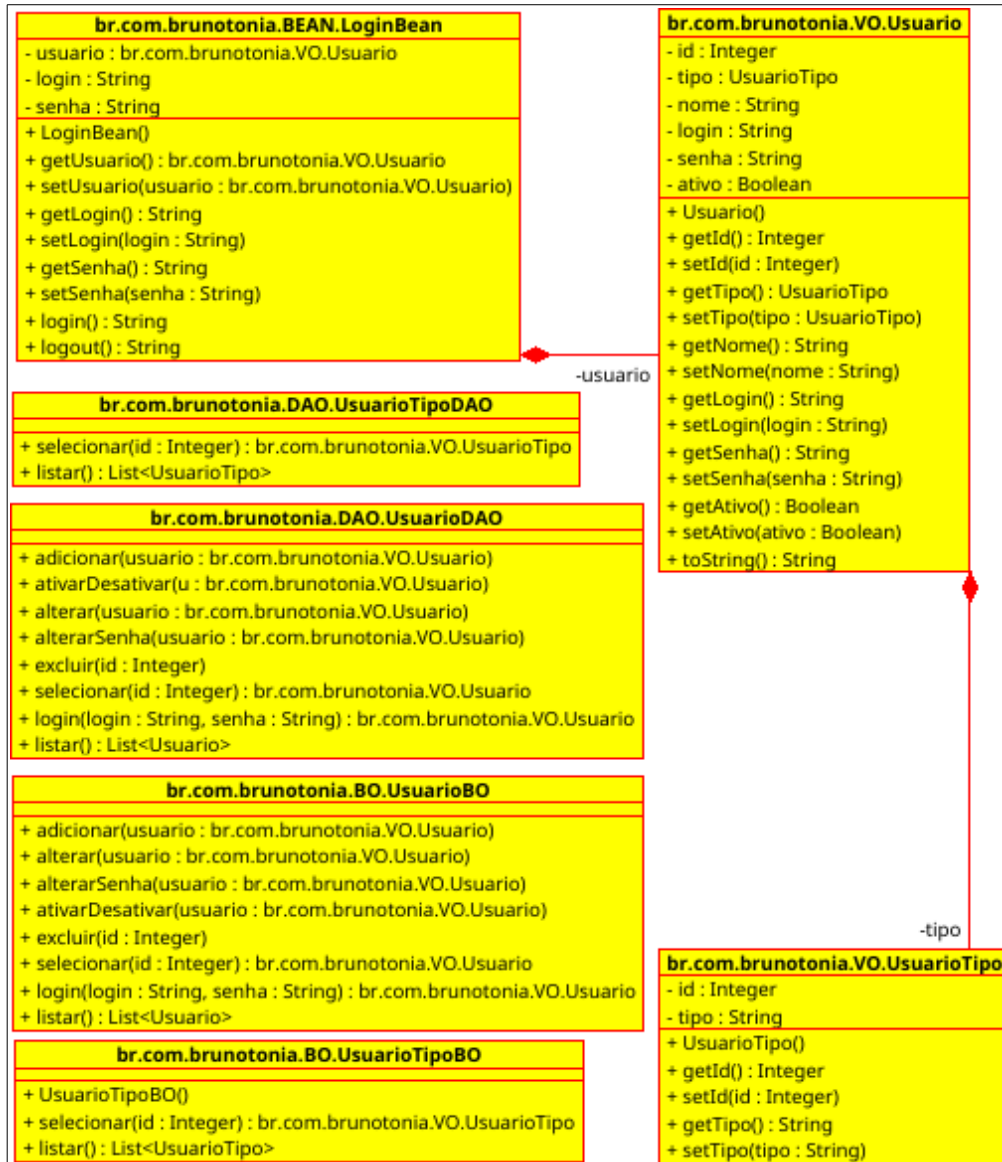 br.com.brunotonia.BEAN.LoginBean
- usuario : br.com.brunotonia.VO.Usuario
- login : String
- senha : String
+ LoginBean()
+ getUsuario() : br.com.brunotonia.VO.Usuario
+ setUsuario(usuario : br.com.brunotonia.VO.Usuario)
+ getLogin() : String
+ setLogin(login : String)
+ getSenha() : String
+ setSenha(senha : String)
+ login() : String
+ logout() : String
-usuario
br.com.brunotonia.VO.Usuario
- id : Integer
- tipo : UsuarioTipo
- nome : String
- login : String
- senha : String
- ativo : Boolean
+ Usuario()
+ getId() : Integer
+ setId(id : Integer)
+ getTipo() : UsuarioTipo
+ setTipo(tipo : UsuarioTipo)
+ getNome() : String
+ setNome(nome : String)
+ getLogin() : String
+ setLogin(login : String)
+ getSenha() : String
+ setSenha(senha : String)
+ getAtivo() : Boolean
+ setAtivo(ativo : Boolean)
+ toString() : String
br.com.brunotonia.DAO.UsuarioTipoDAO
+ selecionar(id : Integer) : br.com.brunotonia.VO.UsuarioTipo
+ listar() : List<UsuarioTipo>
br.com.brunotonia.DAO.UsuarioDAO
+ adicionar(usuario : br.com.brunotonia.VO.Usuario)
+ ativarDesativar(u : br.com.brunotonia.VO.Usuario)
+ alterar(usuario : br.com.brunotonia.VO.Usuario)
+ alterarSenha(usuario : br.com.brunotonia.VO.Usuario)
+ excluir(id : Integer)
+ selecionar(id : Integer) : br.com.brunotonia.VO.Usuario
+ login(login : String, senha : String) : br.com.brunotonia.VO.Usuario
+ listar() : List<Usuario>
br.com.brunotonia.BO.UsuarioBO
+ adicionar(usuario : br.com.brunotonia.VO.Usuario)
+ alterar(usuario : br.com.brunotonia.VO.Usuario)
+ alterarSenha(usuario : br.com.brunotonia.VO.Usuario)
+ ativarDesativar(usuario : br.com.brunotonia.VO.Usuario)
+ excluir(id : Integer)
+ selecionar(id : Integer) : br.com.brunotonia.VO.Usuario
+ login(login : String, senha : String) : br.com.brunotonia.VO.Usuario
+ listar() : List<Usuario>
br.com.brunotonia.BO.UsuarioTipoBO
+ UsuarioTipoBO()
+ selecionar(id : Integer) : br.com.brunotonia.VO.UsuarioTipo
+ listar() : List<UsuarioTipo>
-tipo
br.com.brunotonia.VO.UsuarioTipo
- id : Integer
- tipo : String
+ UsuarioTipo()
+ getId() : Integer
+ setId(id : Integer)
+ getTipo() : String
+ setTipo(tipo : String)